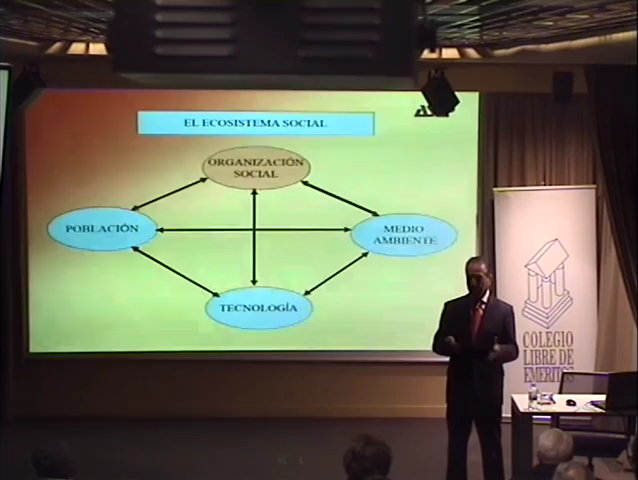 EL ECOSISTEMA SOCIAL
ORGANIZACIÓN
SOCIAL
POBLACIÓN
MEDIO
AMBIENTE
TECNOLOGÍA
COLEGIO
LIBRE DE
EMERITOS